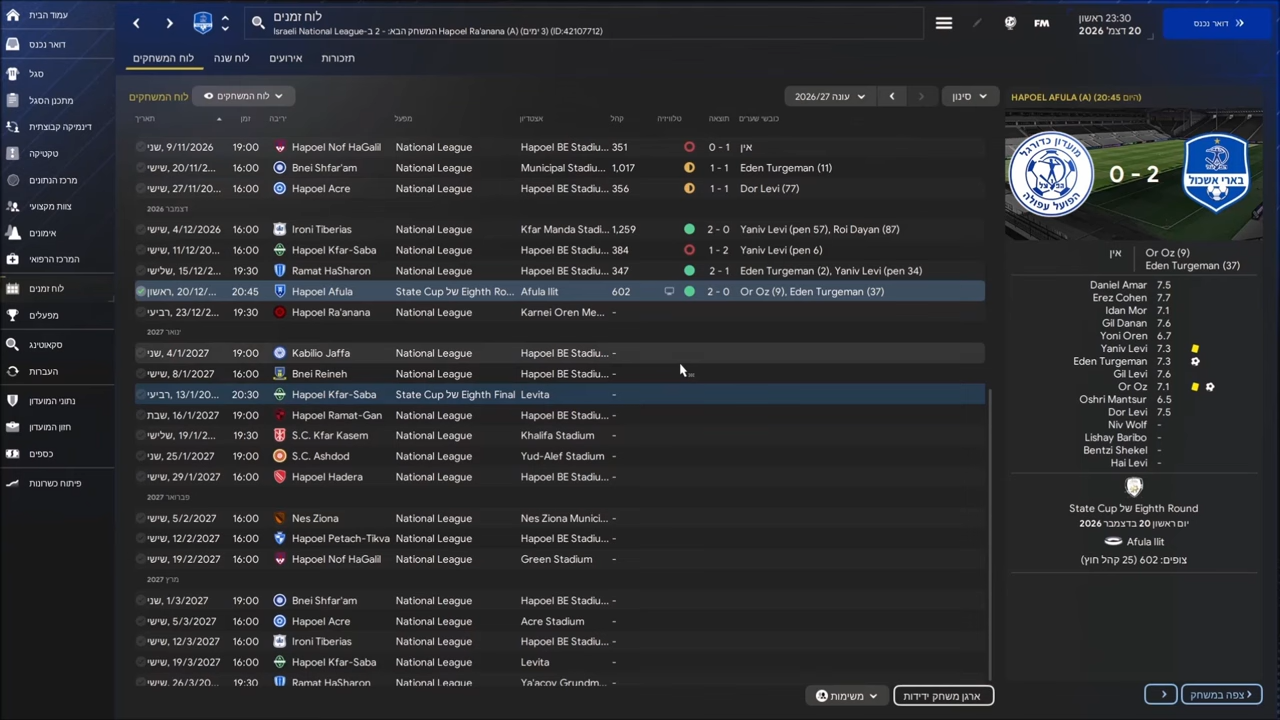 עמוד הבית
דואר נכנס
סגל
מתכנן הסגל
דינמיקה קבוצתית
טקטיקה
מרכז הנתונים
צוות מקצועי
אימונים
המרכז הרפואי
לוח זמנים
מפעלים
סקאוטינג
העברות
נתוני המועדון
חזון המועדון
כספים
פיתוח כשרונות
לוח זמנים
Israeli National League-ב 2 - :המשחק הבא Hapoel Ra'anana (A) (3 ימים) (ID:42107712)
FM
23:30 ראשון
20 דצמ' 2026
דואר נכנס
לוח המשחקים
לוח שנה
אירועים
תזכורות
לוח המשחקים
לוח המשחקים
עונה 2026/27
סינון
תאריך זמן יריבה מפעל אצטדיון קהל טלוויזיה תוצאה כובשי שערים
שני, 9/11/2026 19:00 Hapoel Nof HaGalil National League Hapoel BE Stadiu... 351 0 - 1 אין
שישי, 20/11/2... 16:00 Bnei Shfar'am National League Municipal Stadiu... 1,017 1 - 1 Eden Turgeman (11)
שישי, 27/11/20... 16:00 Hapoel Acre National League Hapoel BE Stadiu... 356 1 - 1 Dor Levi (77)
דצמבר 2026
שישי, 4/12/2026 16:00 Ironi Tiberias National League Kfar Manda Stadi... 1,259 2 - 0 Yaniv Levi (pen 57), Roi Dayan (87)
שישי, 11/12/20... 16:00 Hapoel Kfar-Saba National League Hapoel BE Stadiu... 384 1 - 2 Yaniv Levi (pen 6)
שלישי, 15/12/... 19:30 Ramat HaSharon National League Hapoel BE Stadiu... 347 2 - 1 Eden Turgeman (2), Yaniv Levi (pen 34)
ראשון, 20/12/... 20:45 Hapoel Afula State Cup של Eighth Ro... Afula Ilit 602 2 - 0 Or Oz (9), Eden Turgeman (37)
רביעי, 23/12/2... 19:30 Hapoel Ra'anana National League Karnei Oren Me... -
ינואר 2027
שני, 4/1/2027 19:00 Kabilio Jaffa National League Hapoel BE Stadiu... -
שישי, 8/1/2027 16:00 Bnei Reineh National League Hapoel BE Stadiu... -
רביעי, 13/1/20... 20:30 Hapoel Kfar-Saba State Cup של Eighth Final Levita -
שבת, 16/1/2027 19:00 Hapoel Ramat-Gan National League Hapoel BE Stadiu... -
שלישי, 19/1/2... 19:30 S.C. Kfar Kasem National League Khalifa Stadium -
שני, 25/1/2027 19:00 S.C. Ashdod National League Yud-Alef Stadium -
שישי, 29/1/2027 16:00 Hapoel Hadera National League Hapoel BE Stadiu... -
פברואר 2027
שישי, 5/2/2027 16:00 Nes Ziona National League Nes Ziona Munici... -
שישי, 12/2/2027 16:00 Hapoel Petach-Tikva National League Hapoel BE Stadiu... -
שישי, 19/2/2027 16:00 Hapoel Nof HaGalil National League Green Stadium -
מרץ 2027
שני, 1/3/2027 19:00 Bnei Shfar'am National League Hapoel BE Stadiu... -
שישי, 5/3/2027 16:00 Hapoel Acre National League Acre Stadium -
שישי, 12/3/2027 16:00 Ironi Tiberias National League Hapoel BE Stadiu... -
שישי, 19/3/2027 16:00 Hapoel Kfar-Saba National League Levita -
שישי, 26/3/20... 19:30 Ramat HaSharon National League Ya'acov Grundm... -
משימות
ארגן משחק ידידות
HAPOEL AFULA (A) (היום 20:45)
מועדון כדורגל
הפועל עפולה
0 - 2
בארי אשכול
אין Or Oz (9)
Eden Turgeman (37)
Daniel Amar 7.5
Erez Cohen 7.7
Idan Mor 7.1
Gil Danan 7.6
Yoni Oren 6.7
Yaniv Levi 7.3
Eden Turgeman 7.3
Gil Levi 7.6
Or Oz 7.1
Oshri Mantsur 6.5
Dor Levi 7.5
Niv Wolf -
Lishay Baribo -
Bentzi Shekel -
Hai Levi -
State Cup של Eighth Round
יום ראשון 20 בדצמבר 2026
Afula Ilit
צופים: 602 (25 קהל חוץ)
צפה במשחק